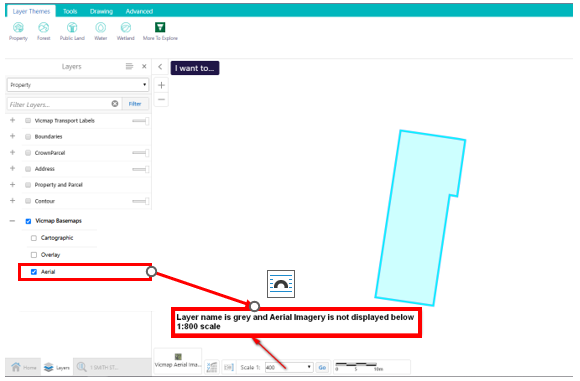 Layer Themes Tools Drawing Advanced
Property Forest Public Land Water Wetland More To Explore
Layers
I want to...
Property
Filter Layers... Filter
Vicmap Transport Labels
Boundaries
CrownParcel
Address
Property and Parcel
Contour
Vicmap Basemaps
Cartographic
Overlay
Aerial
Layer name is grey and Aerial Imagery is not displayed below
1:800 scale
Home Layers
Vicmap Aerial Ima... Scale 1: 400 Go
0 5 10m